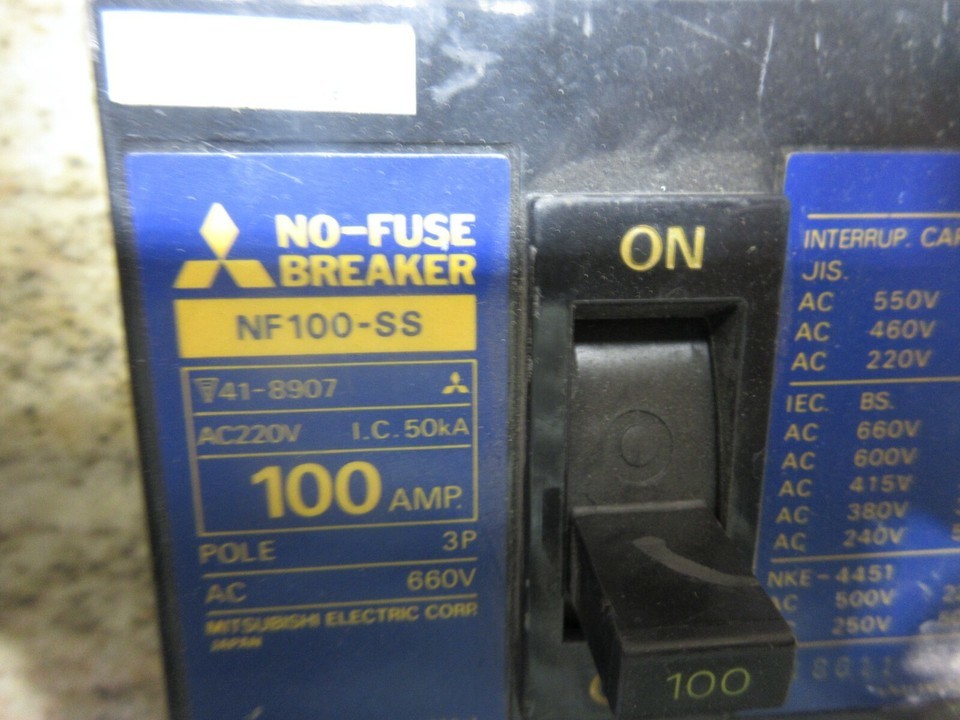 NO-FUSE
BREAKER
NF100-SS
41-8907
AC220V I.C.50kA
100 AMP.
POLE 3P
AC 660V
MITSUBISHI ELECTRIC CORP.
JAPAN
ON
100
INTERRUP.
JIS.
AC 550V
AC 460V
AC 220V
IEC. BS.
AC 660V
AC 600V
AC 415V
AC 380V
AC 240V
NKE-4451
AC 500V
AC 250V